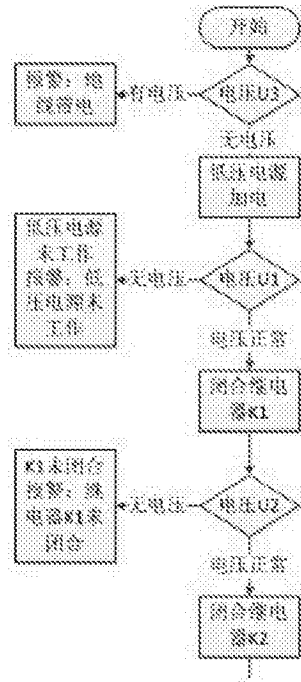 开始
电压U3
有电压
报警：地
线带电
无电压
低压电源
加电
电压U1
无电压
低压电源
未工作
报警：低
压电源未
工作
电压正常
闭合继电
器K1
电压U2
无电压
K1未闭合
报警：继
电器K1未
闭合
电压正常
闭合继电
器K2